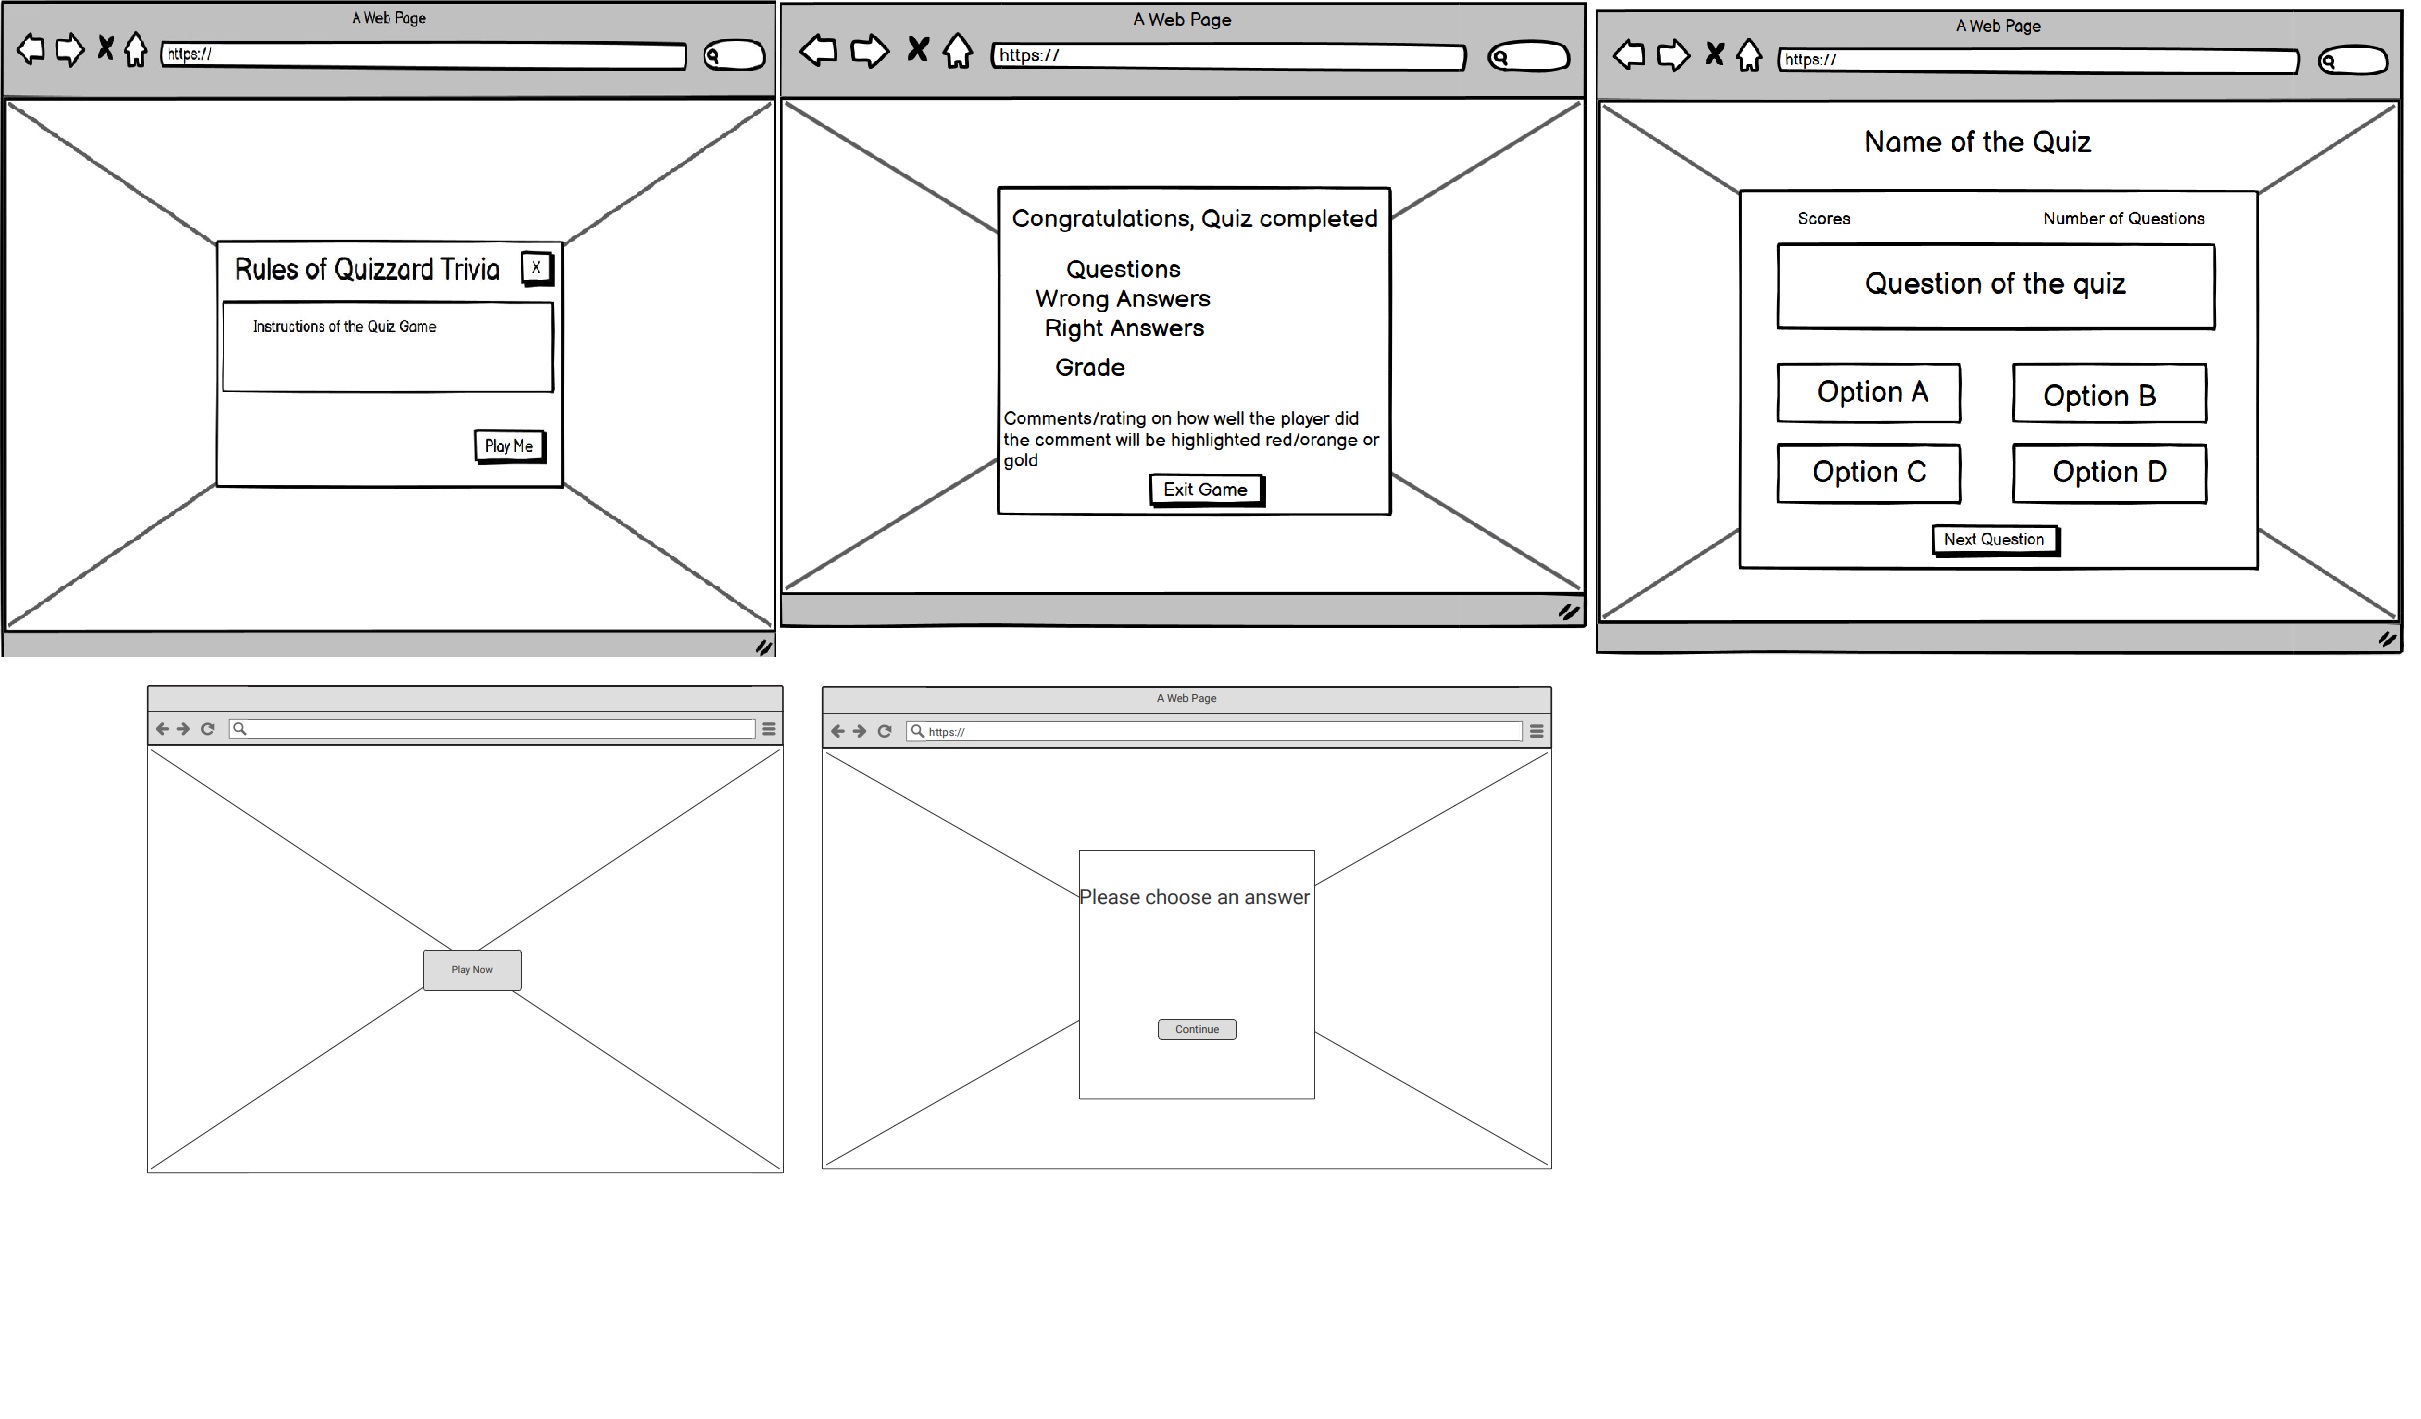 A Web Page
https://
Rules of Quizzard Trivia
X
Instructions of the Quiz Game
Play Me
A Web Page
https://
Congratulations, Quiz completed
Questions
Wrong Answers
Right Answers
Grade
Comments/rating on how well the player did
the comment will be highlighted red/orange or
gold
Exit Game
A Web Page
https://
Name of the Quiz
Scores
Number of Questions
Question of the quiz
Option A
Option B
Option C
Option D
Next Question
Play Now
A Web Page
https://
Please choose an answer
Continue